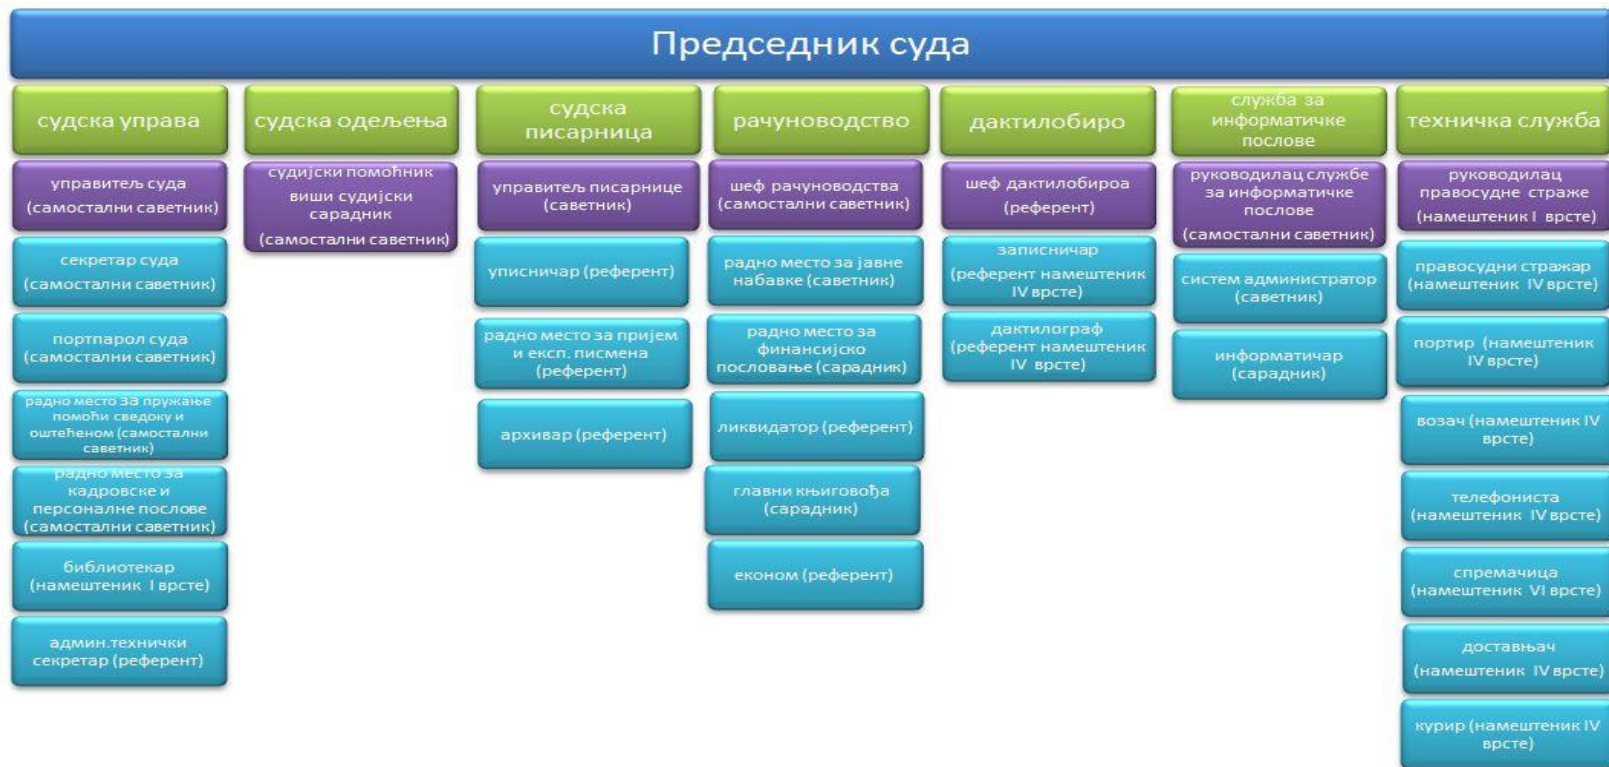 Председник суда
судска управа
управитељ суда
(самостални саветник)
секретар суда
(самостални саветник)
портпарол суда
(самостални саветник)
радно место за пружање
помоћи сведоку и
оштећеном (самостални
саветник)
радно место за
кадровске и
персоналне послове
(самостални саветник)
библиотекар
(намештеник I врсте)
админ.технички
секретар (референт)
судска одељења
судијски помоћник
виши судијски
сарадник
(самостални саветник)
судска
писарница
управитељ писарнице
(саветник)
уписничар (референт)
радно место за пријем
и експ. писмена
(референт)
архивар (референт)
рачуноводство
шеф рачуноводства
(самостални саветник)
радно место за јавне
набавке (саветник)
радно место за
финансијско
пословање (сарадник)
ликвидатор (референт)
главни књиговођа
(сарадник)
економ (референт)
дактилобиро
шеф дактилобироа
(референт)
записничар
(референт намештеник
IV врсте)
дактилограф
(референт намештеник
IV врсте)
служба за
информатичке
послове
руководилац службе
за информатичке
послове
(самостални саветник)
систем администратор
(саветник)
информатичар
(сарадник)
техничка служба
руководилац
правосудне страже
(намештеник I врсте)
правосудни стражар
(намештеник IV врсте)
портир (намештеник
IV врсте)
возач (намештеник IV
врсте)
телефониста
(намештеник IV врсте)
спремачица
(намештеник VI врсте)
достављач
(намештеник IV врсте)
курир (намештеник IV
врсте)